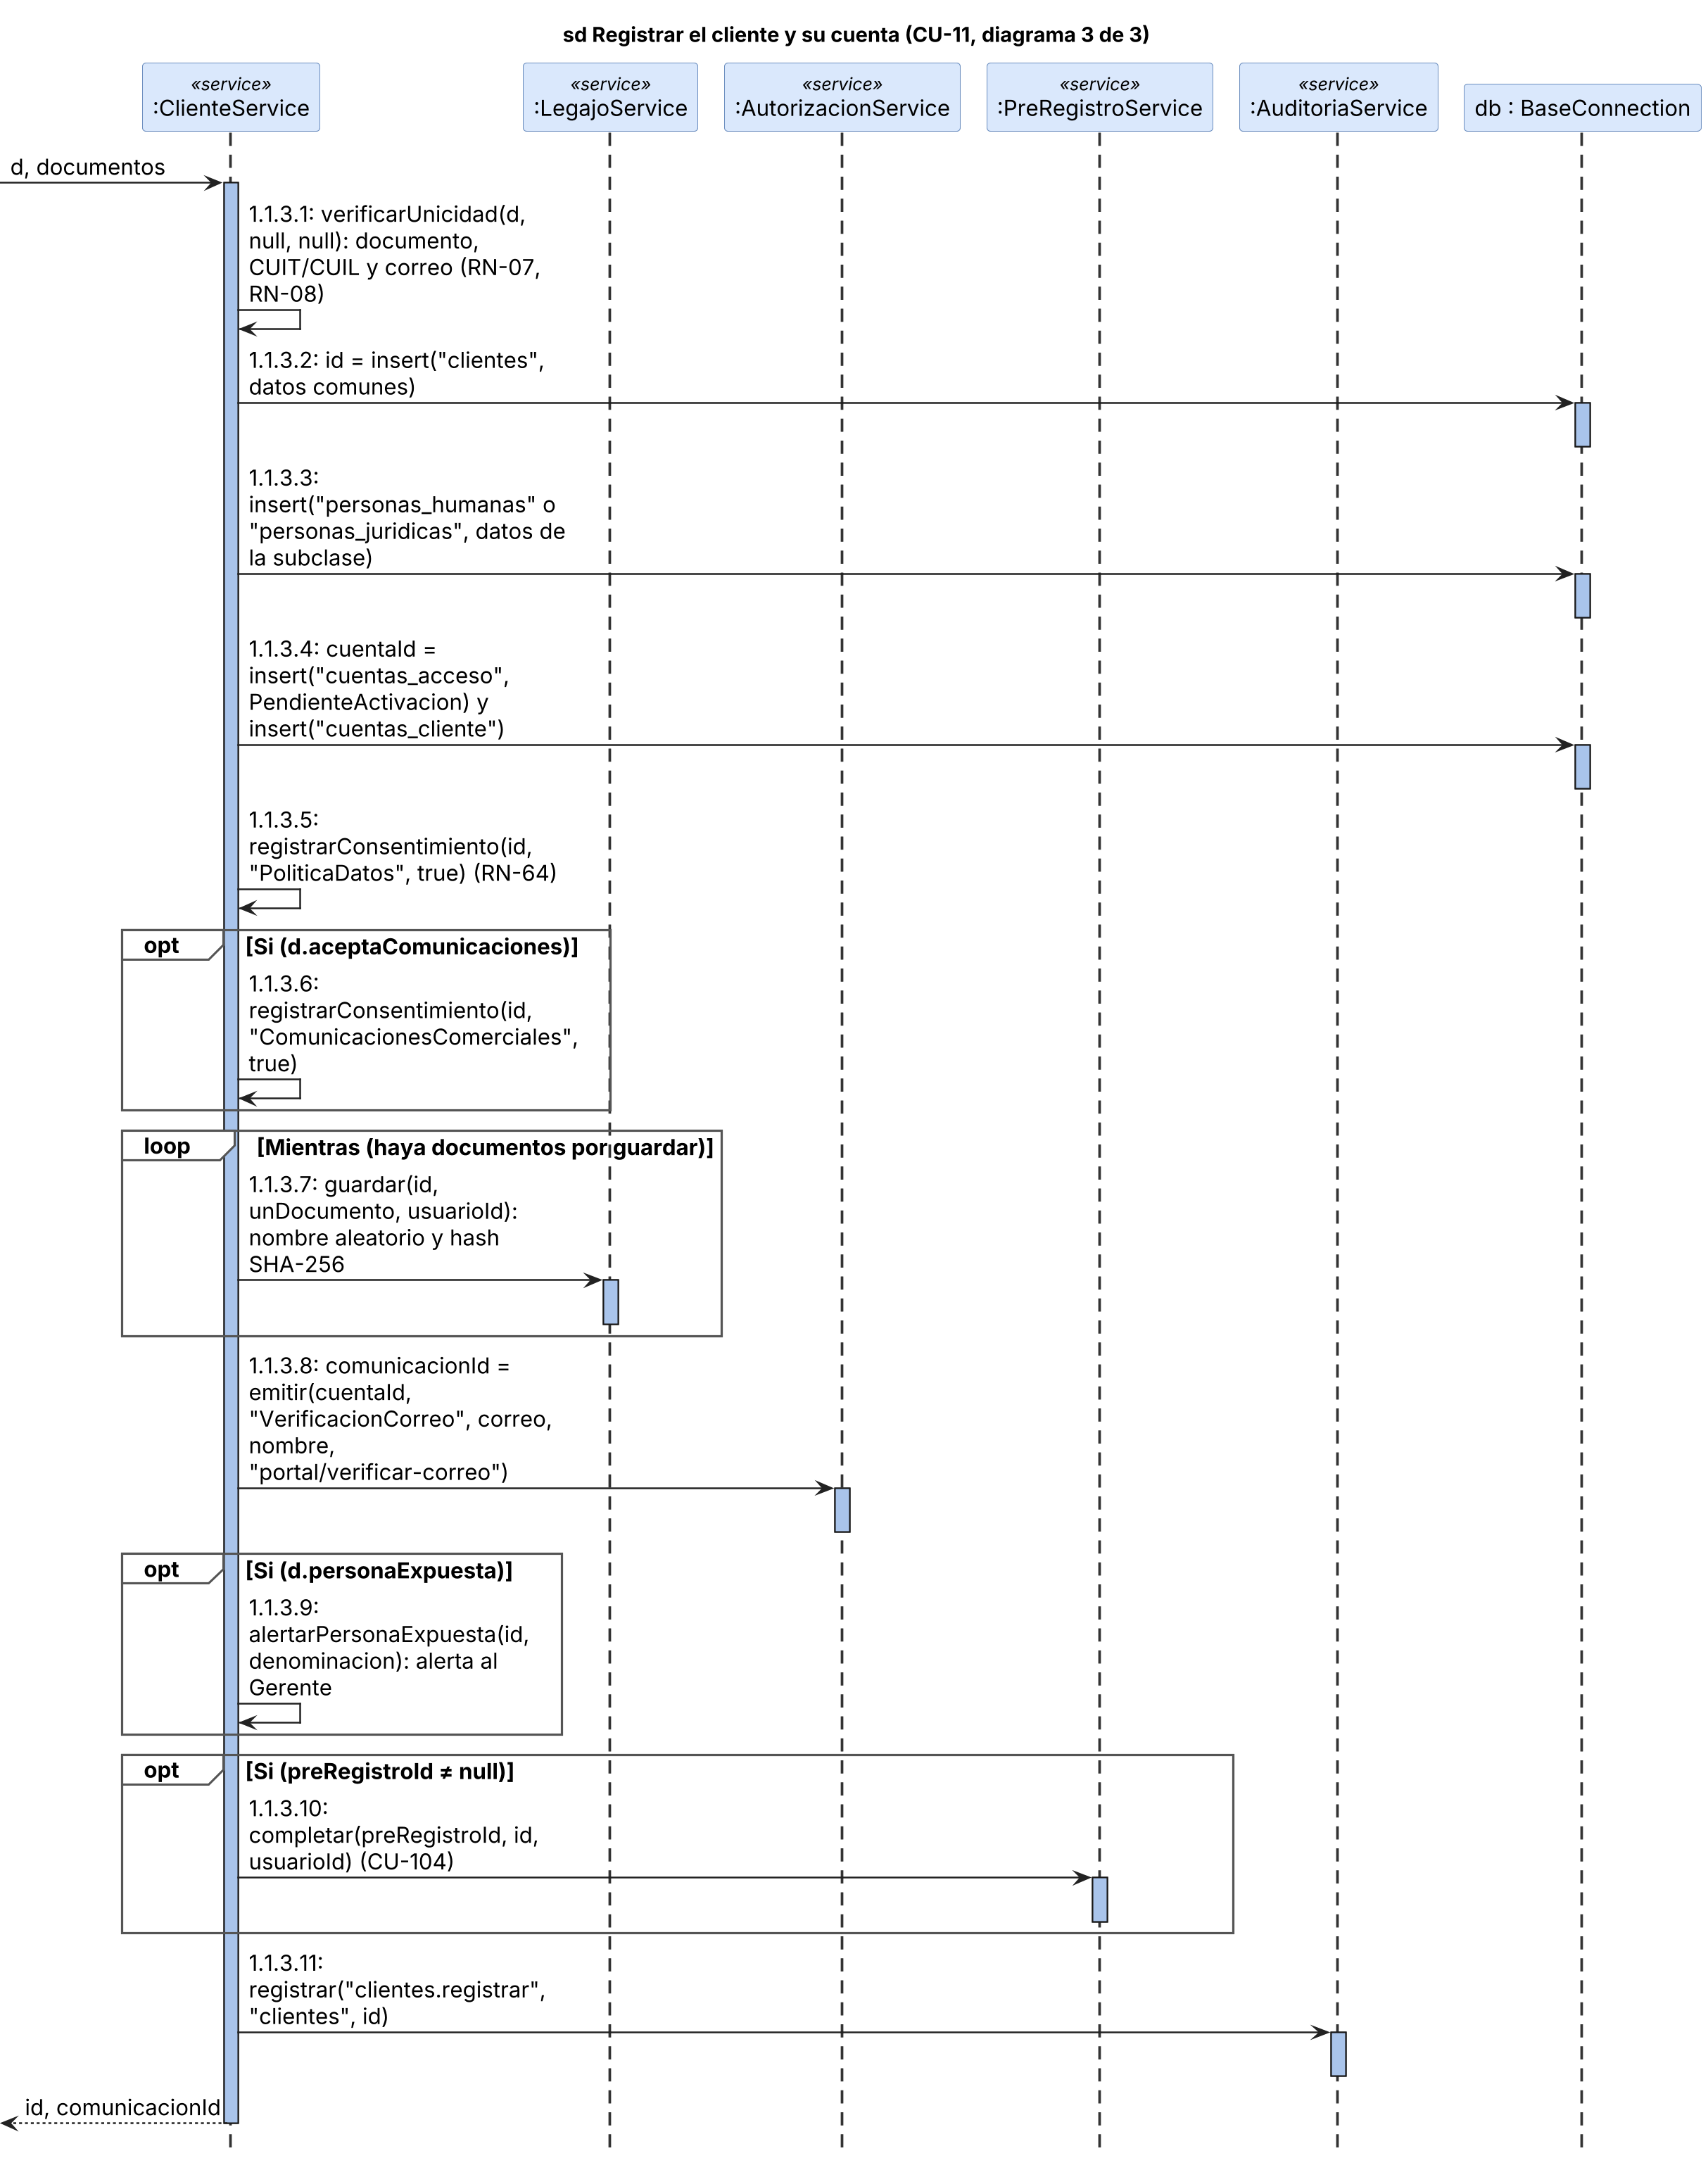 sd Registrar el cliente y su cuenta (CU-11, diagrama 3 de 3)
«service»
:ClienteService
«service»
:LegajoService
«service»
:AutorizacionService
«service»
:PreRegistroService
«service»
:AuditoriaService
db : BaseConnection
d, documentos
1.1.3.1: verificarUnicidad(d,
null, null): documento,
CUIT/CUIL y correo (RN-07,
RN-08)
1.1.3.2: id = insert("clientes",
datos comunes)
1.1.3.3:
insert("personas_humanas" o
"personas_juridicas", datos de
la subclase)
1.1.3.4: cuentaId =
insert("cuentas_acceso",
PendienteActivacion) y
insert("cuentas_cliente")
1.1.3.5:
registrarConsentimiento(id,
"PoliticaDatos", true) (RN-64)
opt
[Si (d.aceptaComunicaciones)]
1.1.3.6:
registrarConsentimiento(id,
"ComunicacionesComerciales",
true)
loop
[Mientras (haya documentos por guardar)]
1.1.3.7: guardar(id,
unDocumento, usuarioId):
nombre aleatorio y hash
SHA-256
1.1.3.8: comunicacionId =
emitir(cuentaId,
"VerificacionCorreo", correo,
nombre,
"portal/verificar-correo")
opt
[Si (d.personaExpuesta)]
1.1.3.9:
alertarPersonaExpuesta(id,
denominacion): alerta al
Gerente
opt
[Si (preRegistroId ≠ null)]
1.1.3.10:
completar(preRegistroId, id,
usuarioId) (CU-104)
1.1.3.11:
registrar("clientes.registrar",
"clientes", id)
id, comunicacionId